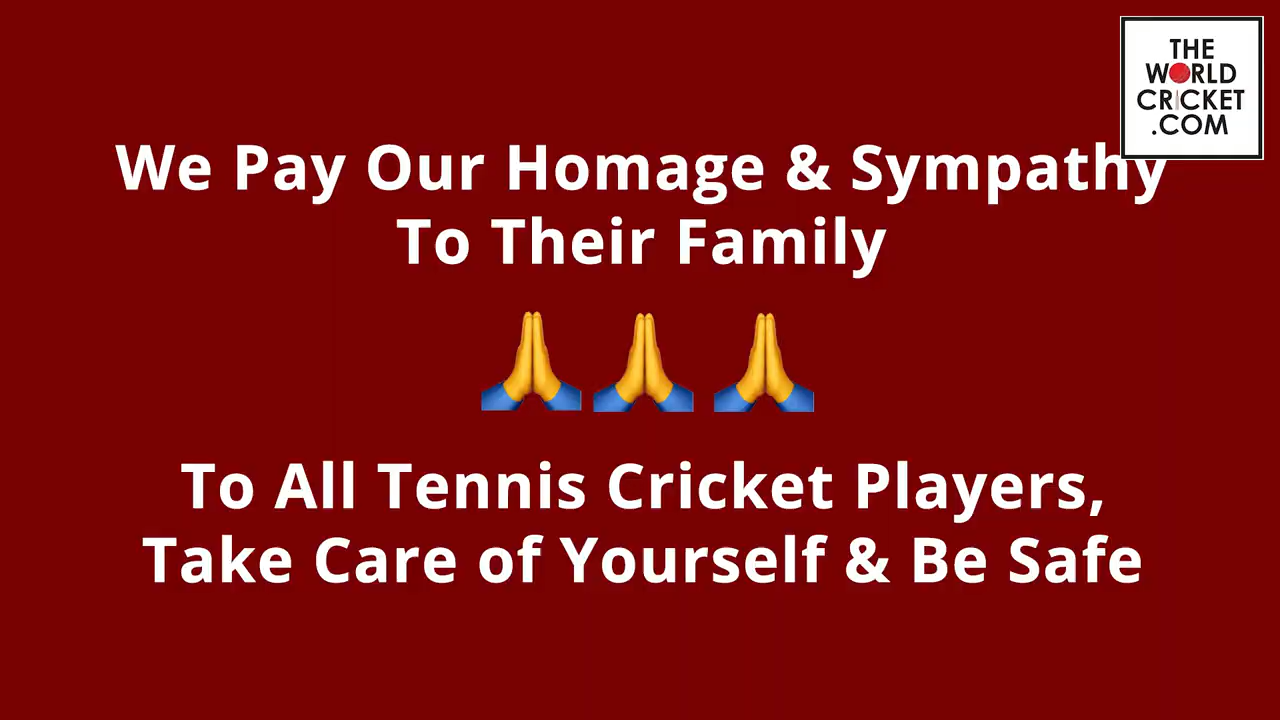 THE
WORLD
CRICKET
.COM
We Pay Our Homage & Sympathy
To Their Family
To All Tennis Cricket Players,
Take Care of Yourself & Be Safe